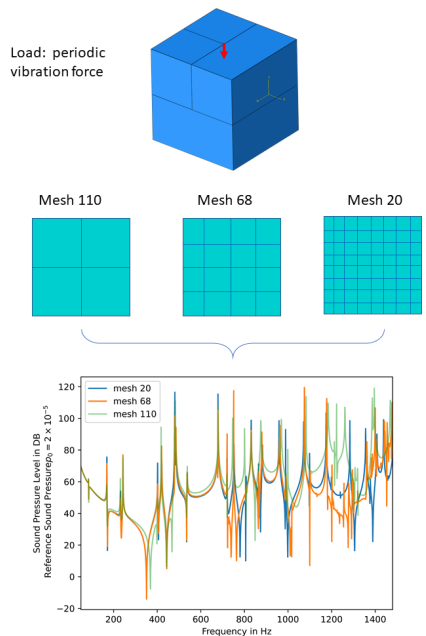 Load: periodic
vibration force
Mesh 110
Mesh 68
Mesh 20
mesh 20
mesh 68
mesh 110
120
100
80
60
40
20
0
−20
Sound Pressure Level in DB
Reference Sound Pressurep₀ = 2 × 10⁻⁵
200
400
600
800
1000
1200
1400
Frequency in Hz